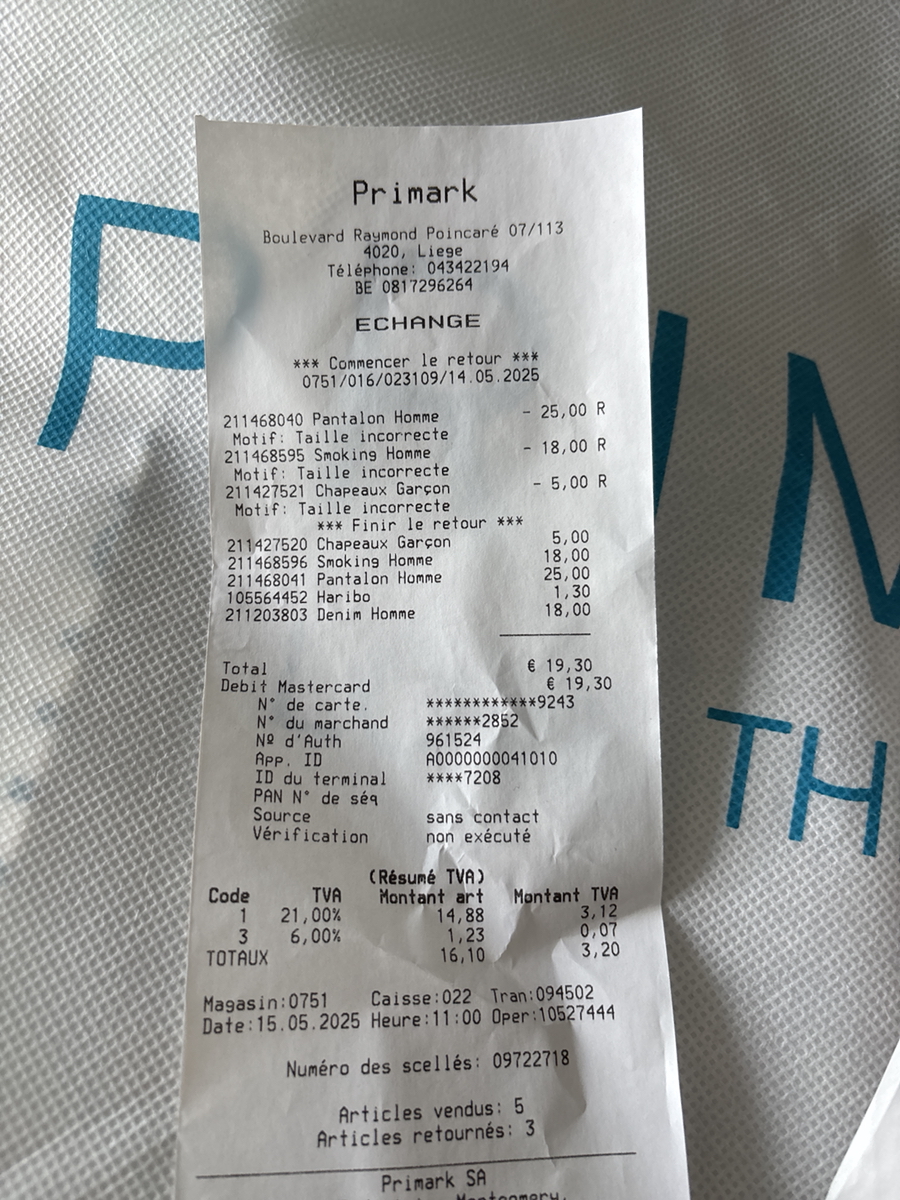 Primark
Boulevard Raymond Poincaré 07/113
4020, Liege
Téléphone: 043422194
BE 0817296264
ECHANGE
*** Commencer le retour ***
0751/016/023109/14.05.2025
211468040 Pantalon Homme - 25,00 R
Motif: Taille incorrecte
211468595 Smoking Homme - 18,00 R
Motif: Taille incorrecte
211427521 Chapeaux Garçon - 5,00 R
Motif: Taille incorrecte
*** Finir le retour ***
211427520 Chapeaux Garçon 5,00
211468596 Smoking Homme 18,00
211468041 Pantalon Homme 25,00
105564452 Haribo 1,30
211203803 Denim Homme 18,00
Total € 19,30
Debit Mastercard € 19,30
N° de carte. ************9243
N° du marchand ******2852
Nº d'Auth 961524
App. ID A0000000041010
ID du terminal ****7208
PAN N° de séq
Source sans contact
Vérification non exécuté
(Résumé TVA)
Code TVA Montant art Montant TVA
1 21,00% 14,88 3,12
3 6,00% 1,23 0,07
TOTAUX 16,10 3,20
Magasin:0751 Caisse:022 Tran:094502
Date:15.05.2025 Heure:11:00 Oper:10527444
Numéro des scellés: 09722718
Articles vendus: 5
Articles retournés: 3
Primark SA
Montgomery,
TH